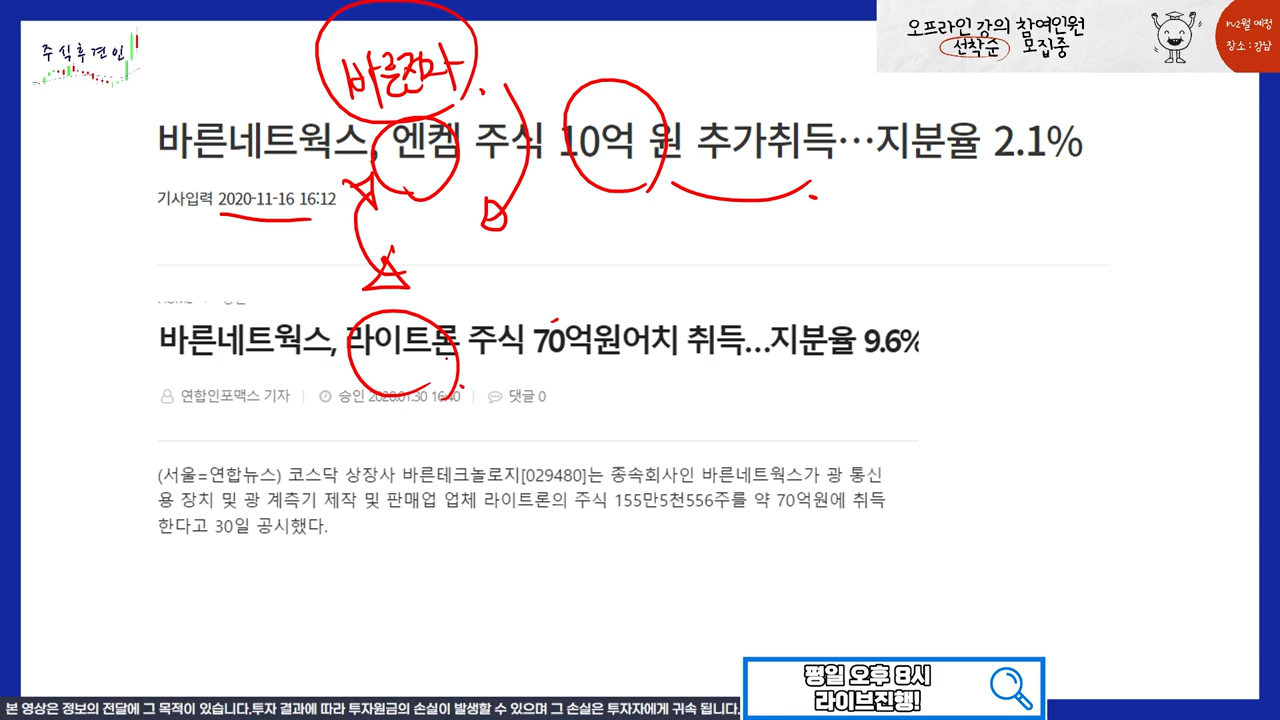 주식후견인
오프라인 강의 참여인원
선착순 모집중
N2월 예정
장소 : 강남
바른전자
바른네트웍스, 엔켐 주식 10억 원 추가취득…지분율 2.1%
기사입력 2020-11-16 16:12
바른네트웍스, 라이트론 주식 70억원어치 취득…지분율 9.6%
연합인포맥스 기자 승인 2020.01.30 16:40 댓글 0
(서울=연합뉴스) 코스닥 상장사 바른테크놀로지[029480]는 종속회사인 바른네트웍스가 광 통신
용 장치 및 광 계측기 제작 및 판매업 업체 라이트론의 주식 155만5천556주를 약 70억원에 취득
한다고 30일 공시했다.
평일 오후 8시
라이브진행!
본 영상은 정보의 전달에 그 목적이 있습니다.투자 결과에 따라 투자원금의 손실이 발생할 수 있으며 그 손실은 투자자에게 귀속 됩니다.